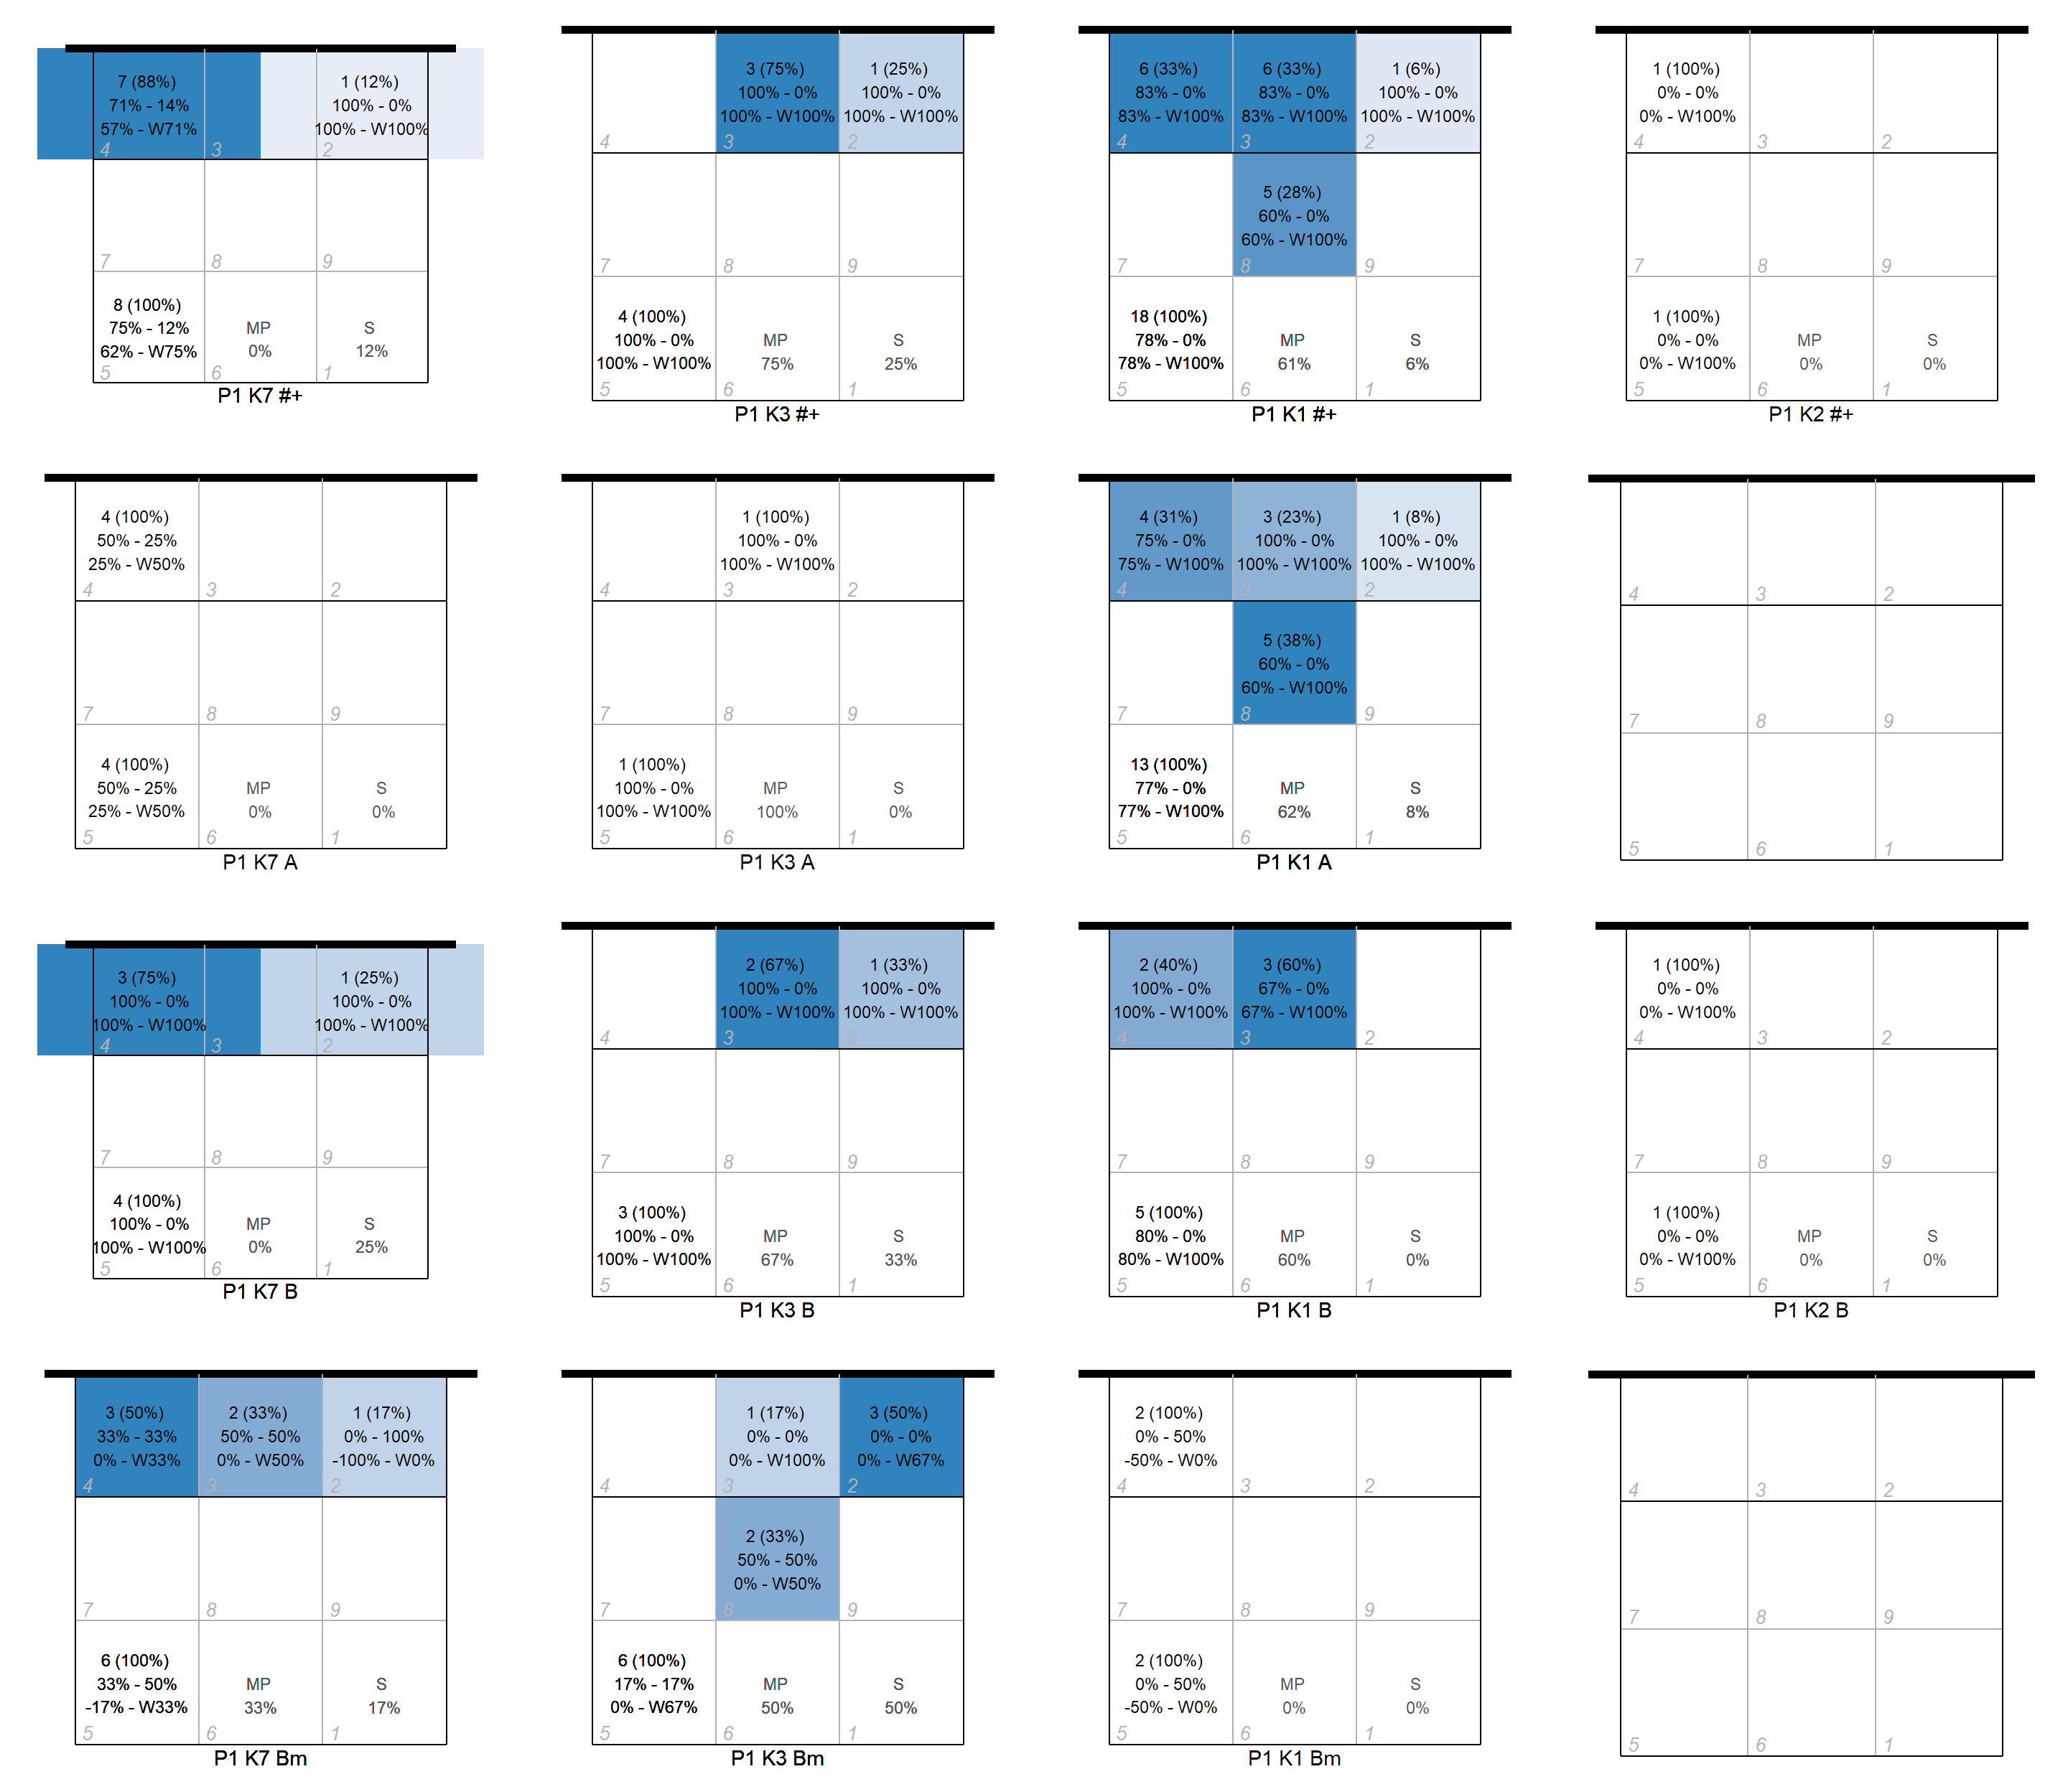 7 (88%)
71% - 14%
57% - W71%
1 (12%)
100% - 0%
100% - W100%
4 3 2
7 8 9
8 (100%)
75% - 12%
62% - W75%
MP
0%
S
12%
5 6 1
P1 K7 #+
3 (75%)
100% - 0%
100% - W100%
1 (25%)
100% - 0%
100% - W100%
4 3 2
7 8 9
4 (100%)
100% - 0%
100% - W100%
MP
75%
S
25%
5 6 1
P1 K3 #+
6 (33%)
83% - 0%
83% - W100%
6 (33%)
83% - 0%
83% - W100%
1 (6%)
100% - 0%
100% - W100%
4 3 2
5 (28%)
60% - 0%
60% - W100%
7 8 9
18 (100%)
78% - 0%
78% - W100%
MP
61%
S
6%
5 6 1
P1 K1 #+
1 (100%)
0% - 0%
0% - W100%
4 3 2
7 8 9
1 (100%)
0% - 0%
0% - W100%
MP
0%
S
0%
5 6 1
P1 K2 #+
4 (100%)
50% - 25%
25% - W50%
4 3 2
7 8 9
4 (100%)
50% - 25%
25% - W50%
MP
0%
S
0%
5 6 1
P1 K7 A
1 (100%)
100% - 0%
100% - W100%
4 3 2
7 8 9
1 (100%)
100% - 0%
100% - W100%
MP
100%
S
0%
5 6 1
P1 K3 A
4 (31%)
75% - 0%
75% - W100%
3 (23%)
100% - 0%
100% - W100%
1 (8%)
100% - 0%
100% - W100%
4 3 2
5 (38%)
60% - 0%
60% - W100%
7 8 9
13 (100%)
77% - 0%
77% - W100%
MP
62%
S
8%
5 6 1
P1 K1 A
4 3 2
7 8 9
5 6 1
3 (75%)
100% - 0%
100% - W100%
1 (25%)
100% - 0%
100% - W100%
4 3 2
7 8 9
4 (100%)
100% - 0%
100% - W100%
MP
0%
S
25%
5 6 1
P1 K7 B
2 (67%)
100% - 0%
100% - W100%
1 (33%)
100% - 0%
100% - W100%
4 3 2
7 8 9
3 (100%)
100% - 0%
100% - W100%
MP
67%
S
33%
5 6 1
P1 K3 B
2 (40%)
100% - 0%
100% - W100%
3 (60%)
67% - 0%
67% - W100%
4 3 2
7 8 9
5 (100%)
80% - 0%
80% - W100%
MP
60%
S
0%
5 6 1
P1 K1 B
1 (100%)
0% - 0%
0% - W100%
4 3 2
7 8 9
1 (100%)
0% - 0%
0% - W100%
MP
0%
S
0%
5 6 1
P1 K2 B
3 (50%)
33% - 33%
0% - W33%
2 (33%)
50% - 50%
0% - W50%
1 (17%)
0% - 100%
-100% - W0%
4 3 2
7 8 9
6 (100%)
33% - 50%
-17% - W33%
MP
33%
S
17%
5 6 1
P1 K7 Bm
1 (17%)
0% - 0%
0% - W100%
3 (50%)
0% - 0%
0% - W67%
4 3 2
2 (33%)
50% - 50%
0% - W50%
7 8 9
6 (100%)
17% - 17%
0% - W67%
MP
50%
S
50%
5 6 1
P1 K3 Bm
2 (100%)
0% - 50%
-50% - W0%
4 3 2
7 8 9
2 (100%)
0% - 50%
-50% - W0%
MP
0%
S
0%
5 6 1
P1 K1 Bm
4 3 2
7 8 9
5 6 1